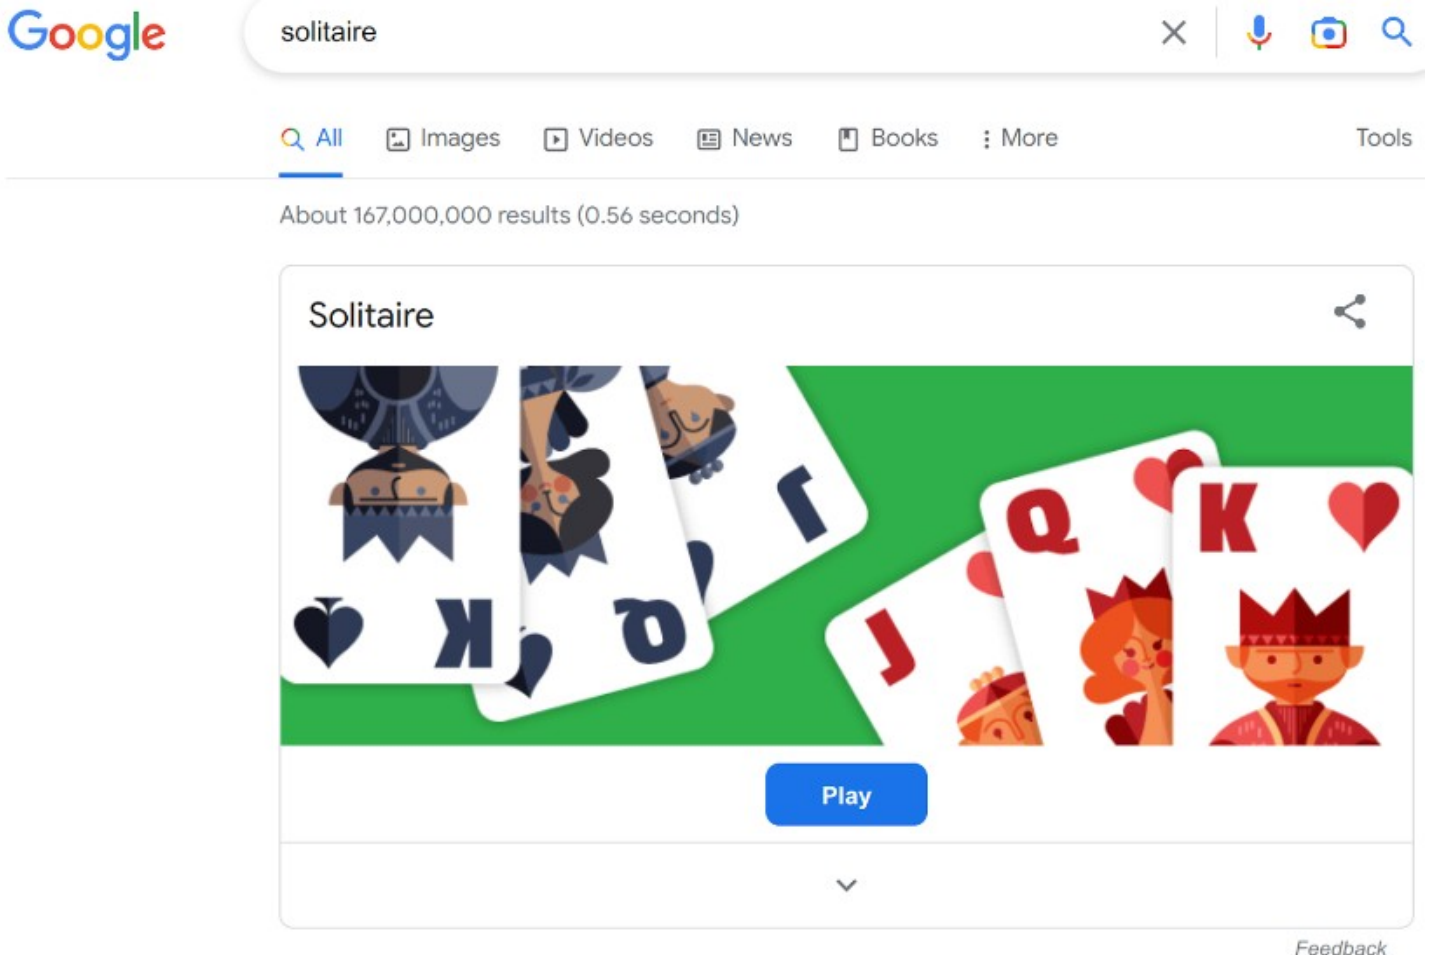 Google
solitaire
All Images Videos News Books More Tools
About 167,000,000 results (0.56 seconds)
Solitaire
K Q J
J Q K
Play
Feedback